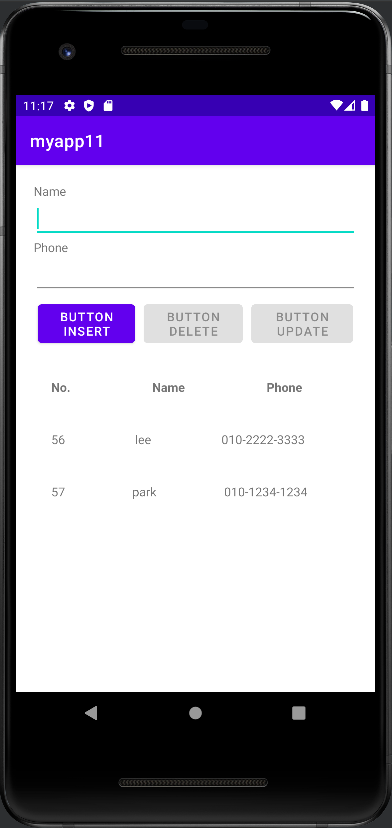 11:17
myapp11
Name
Phone
BUTTON INSERT
BUTTON DELETE
BUTTON UPDATE
No. Name Phone
56 lee 010-2222-3333
57 park 010-1234-1234